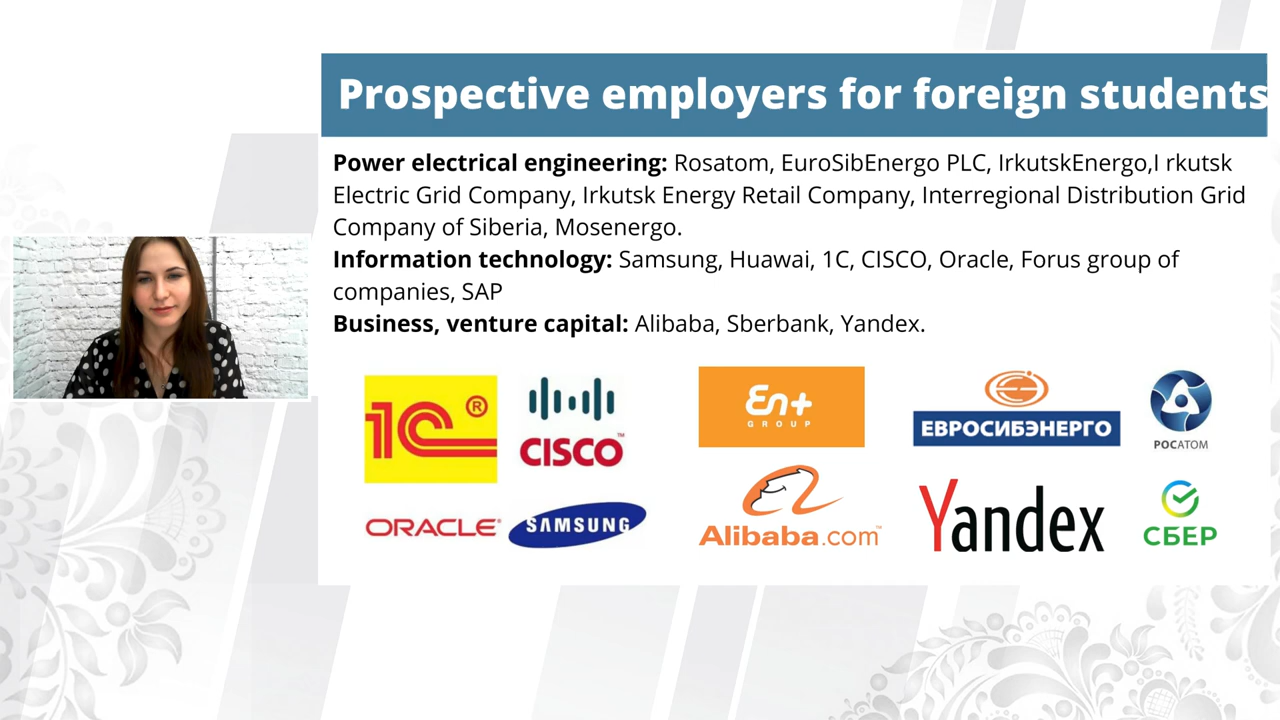 Prospective employers for foreign students
Power electrical engineering: Rosatom, EuroSibEnergo PLC, IrkutskEnergo,I rkutsk
Electric Grid Company, Irkutsk Energy Retail Company, Interregional Distribution Grid
Company of Siberia, Mosenergo.
Information technology: Samsung, Huawai, 1C, CISCO, Oracle, Forus group of
companies, SAP
Business, venture capital: Alibaba, Sberbank, Yandex.
1C®
CISCO™
En+
GROUP
ЕВРОСИБЭНЕРГО
РОСАТОМ
ORACLE®
SAMSUNG
Alibaba.com™
Yandex
СБЕР